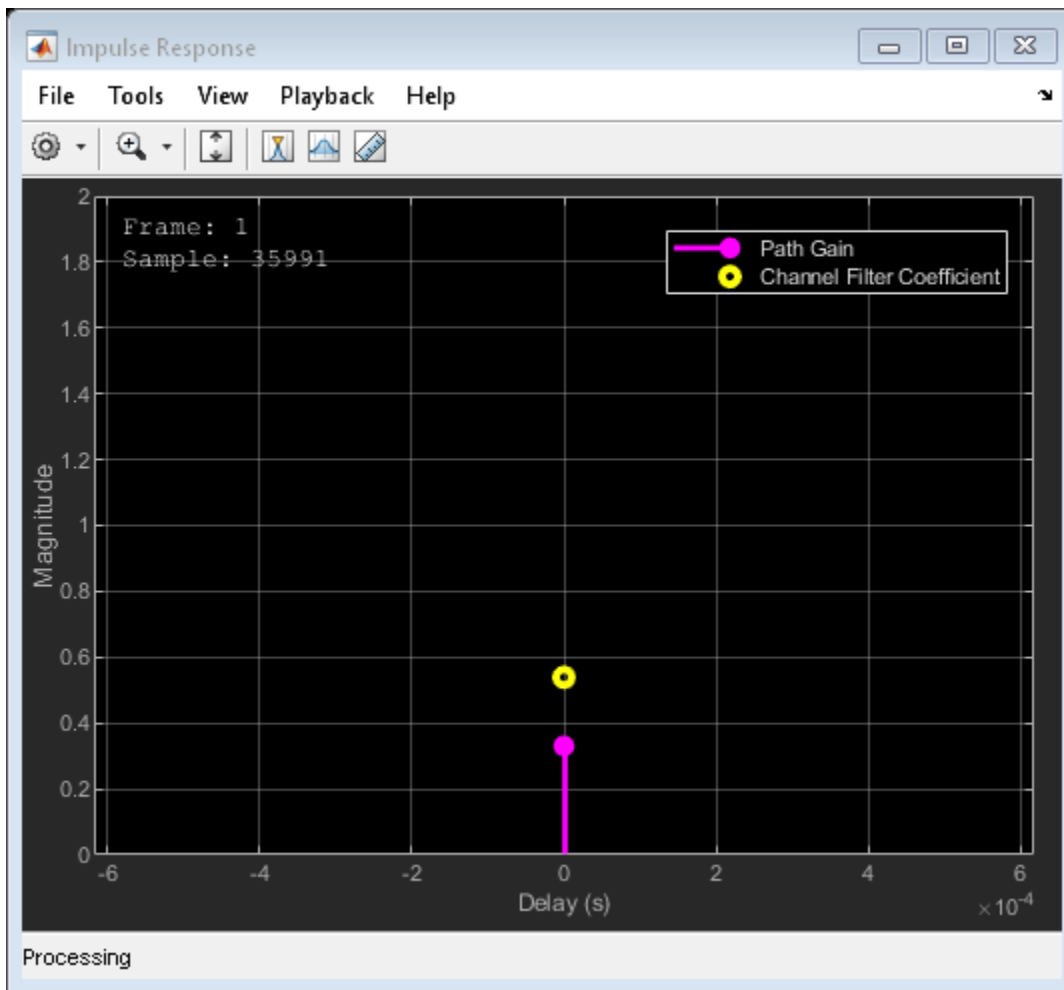 Impulse Response
File Tools View Playback Help
2
Frame: 1
Path Gain
Sample: 35991
1.8
Channel Filter Coefficient
1.6
1.4
1.2
1
Magnitude
0.8
0.6
0.4
0.2
0
-6 -4 -2 0 2 4 6
Delay (s)
×10-4
Processing